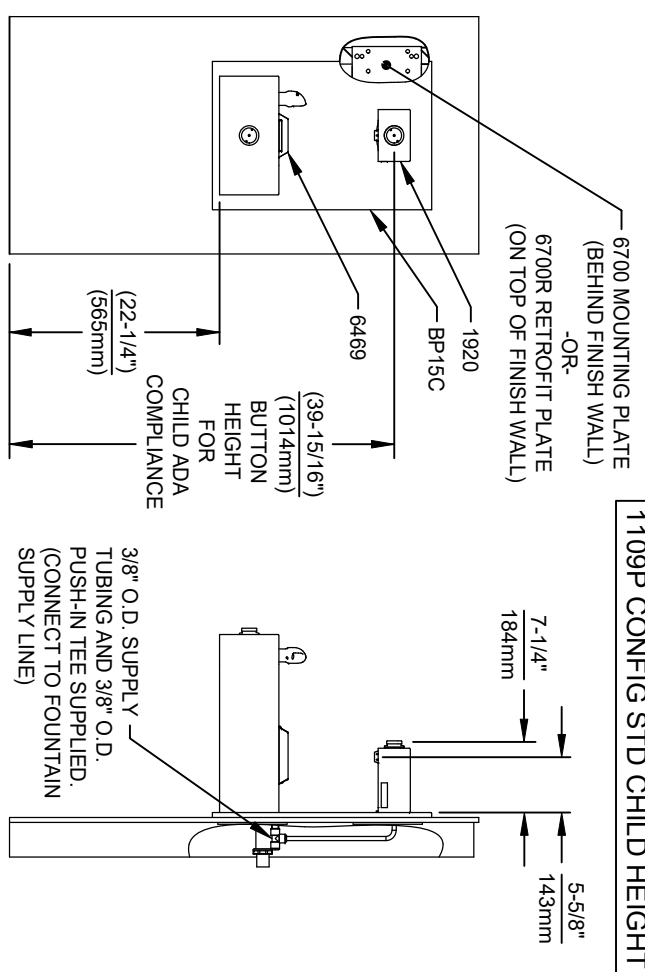 1109P CONFIG STD CHILD HEIGHT
6700 MOUNTING PLATE
(BEHIND FINISH WALL)
-OR-
6700R RETROFIT PLATE
(ON TOP OF FINISH WALL)
1920
BP15C
6469
(22-1/4")
(565mm)
(39-15/16")
(1014mm)
BUTTON
HEIGHT
FOR
CHILD ADA
COMPLIANCE
7-1/4"
184mm
5-5/8"
143mm
3/8" O.D. SUPPLY
TUBING AND 3/8" O.D.
PUSH-IN TEE SUPPLIED.
(CONNECT TO FOUNTAIN
SUPPLY LINE)